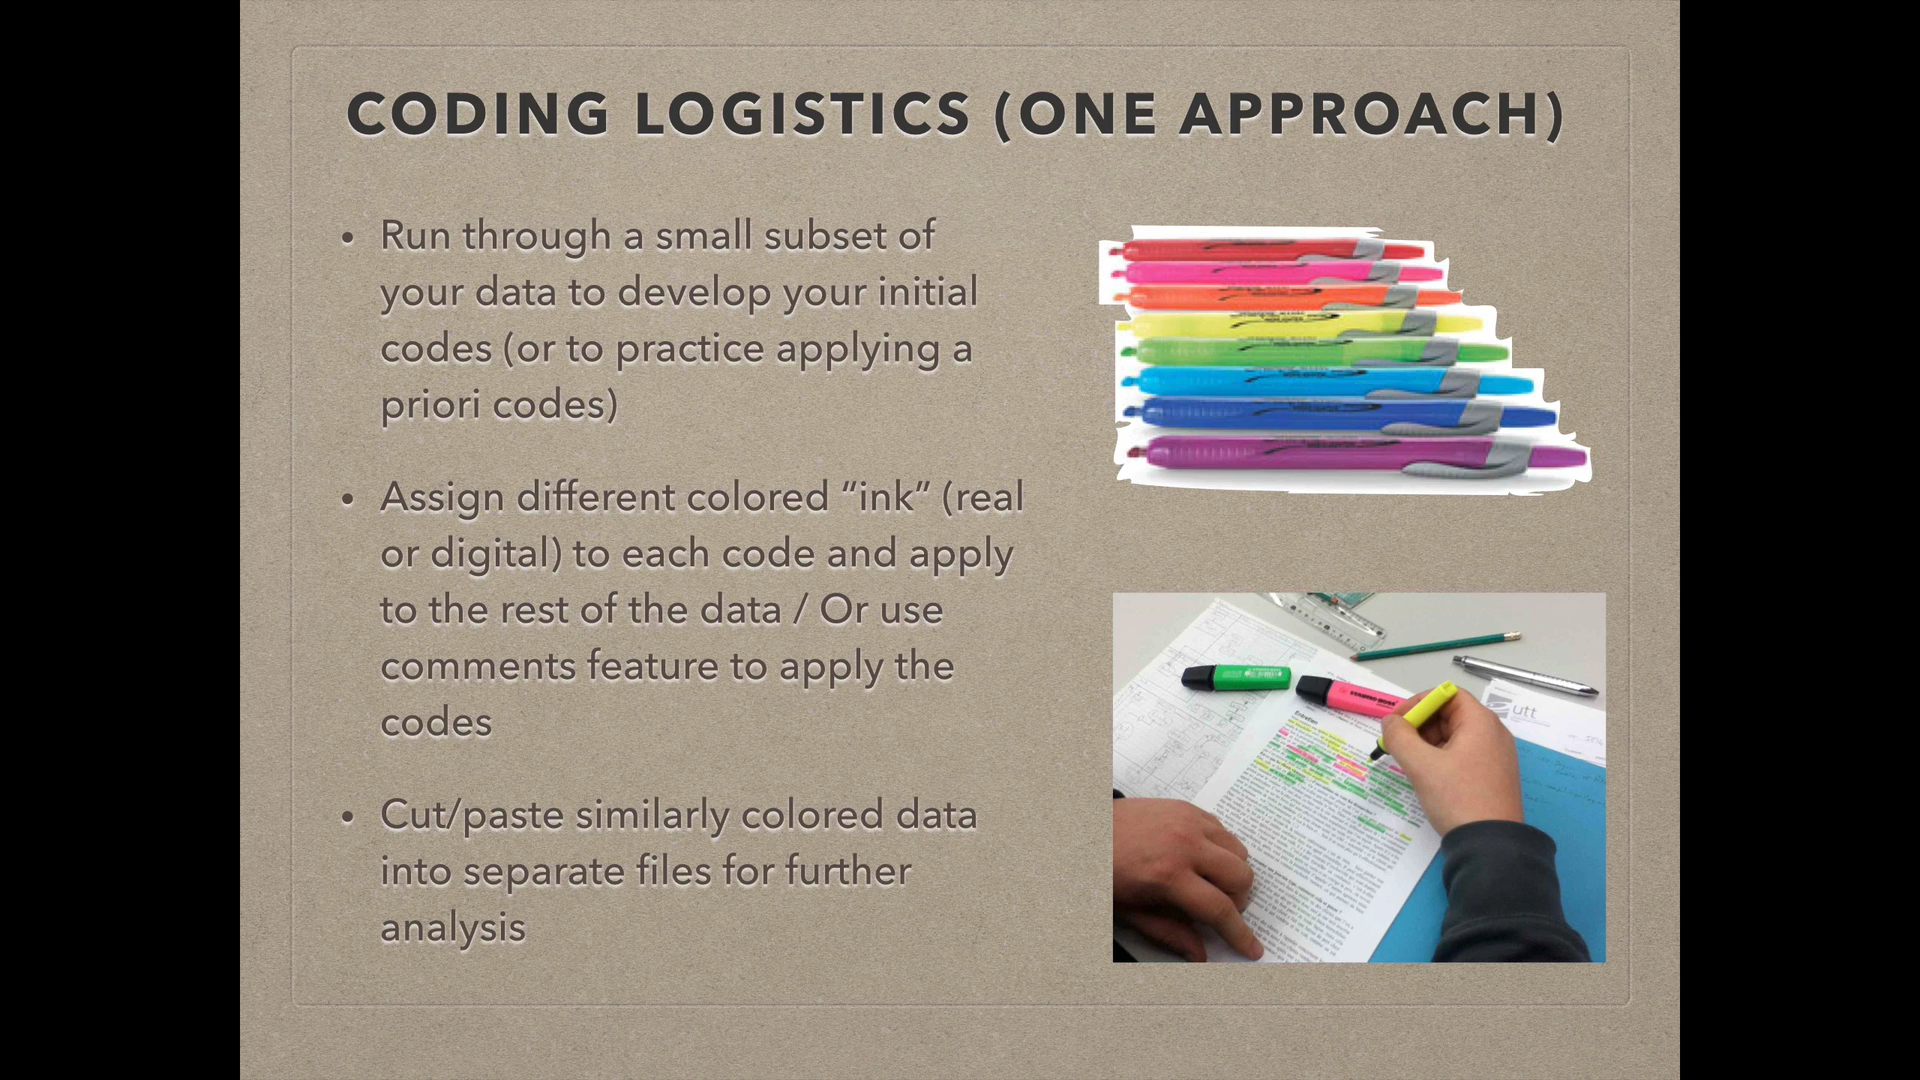 CODING LOGISTICS (ONE APPROACH)
• Run through a small subset of
your data to develop your initial
codes (or to practice applying a
priori codes)
• Assign different colored “ink” (real
or digital) to each code and apply
to the rest of the data / Or use
comments feature to apply the
codes
• Cut/paste similarly colored data
into separate files for further
analysis
utt
Entretien